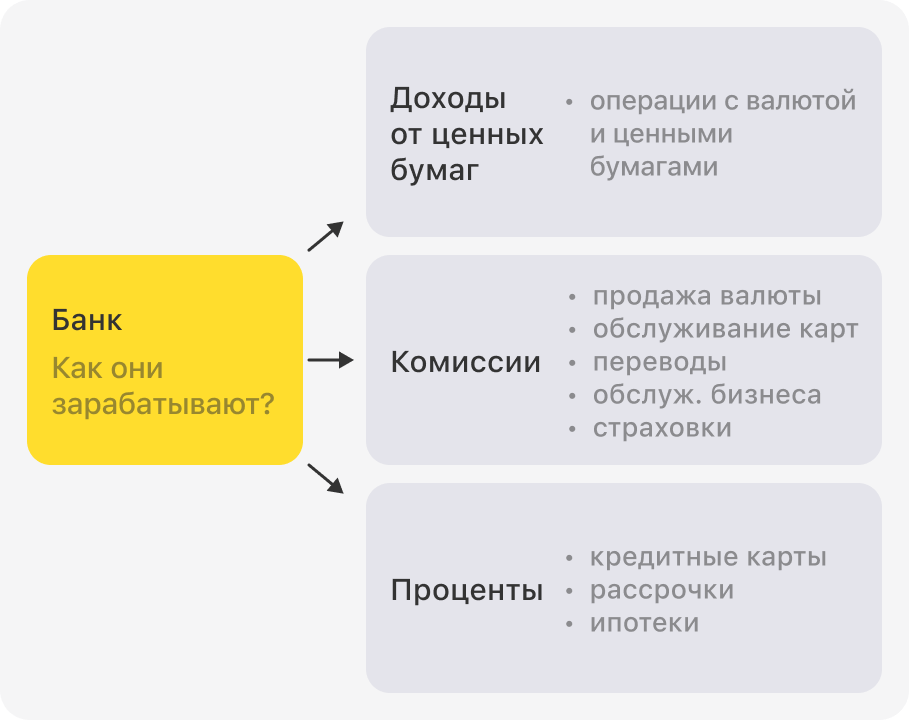 Банк
Как они
зарабатывают?
Доходы
от ценных
бумаг
• операции с валютой
и ценными
бумагами
Комиссии
• продажа валюты
• обслуживание карт
• переводы
• обслуж. бизнеса
• страховки
Проценты
• кредитные карты
• рассрочки
• ипотеки